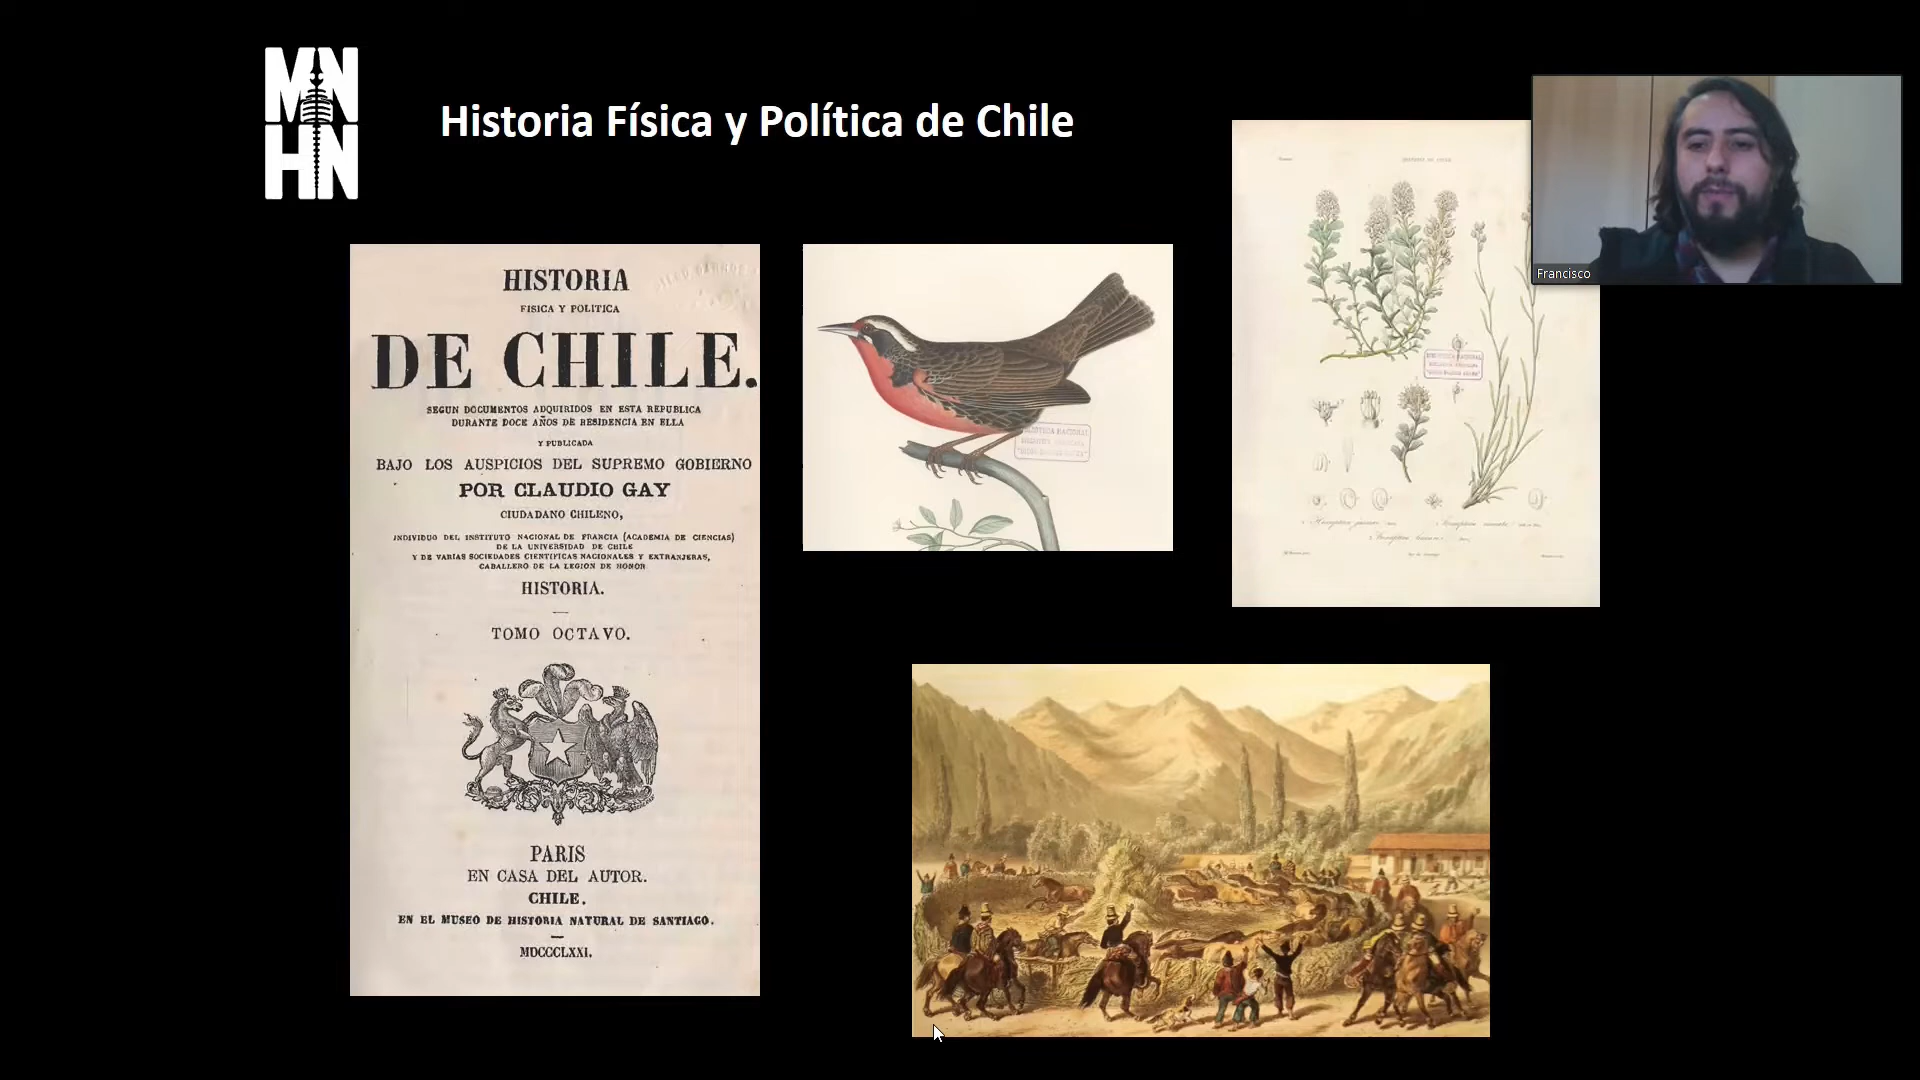 MN
HN
Historia Física y Política de Chile
HISTORIA
FISICA Y POLITICA
DE CHILE.
SEGUN DOCUMENTOS ADQUIRIDOS EN ESTA REPUBLICA
DURANTE DOCE AÑOS DE RESIDENCIA EN ELLA
Y PUBLICADA
BAJO LOS AUSPICIOS DEL SUPREMO GOBIERNO
POR CLAUDIO GAY
CIUDADANO CHILENO,
INDIVIDUO DEL INSTITUTO NACIONAL DE FRANCIA (ACADEMIA DE CIENCIAS)
DE LA UNIVERSIDAD DE CHILE
Y DE VARIAS SOCIEDADES CIENTIFICAS NACIONALES Y EXTRANJERAS,
CABALLERO DE LA LEGION DE HONOR
HISTORIA.
TOMO OCTAVO.
PARIS
EN CASA DEL AUTOR.
CHILE,
EN EL MUSEO DE HISTORIA NATURAL DE SANTIAGO.
MDCCCLXXI.
BIBLIOTECA NACIONAL
BIBLIOTECA NACIONAL
Francisco